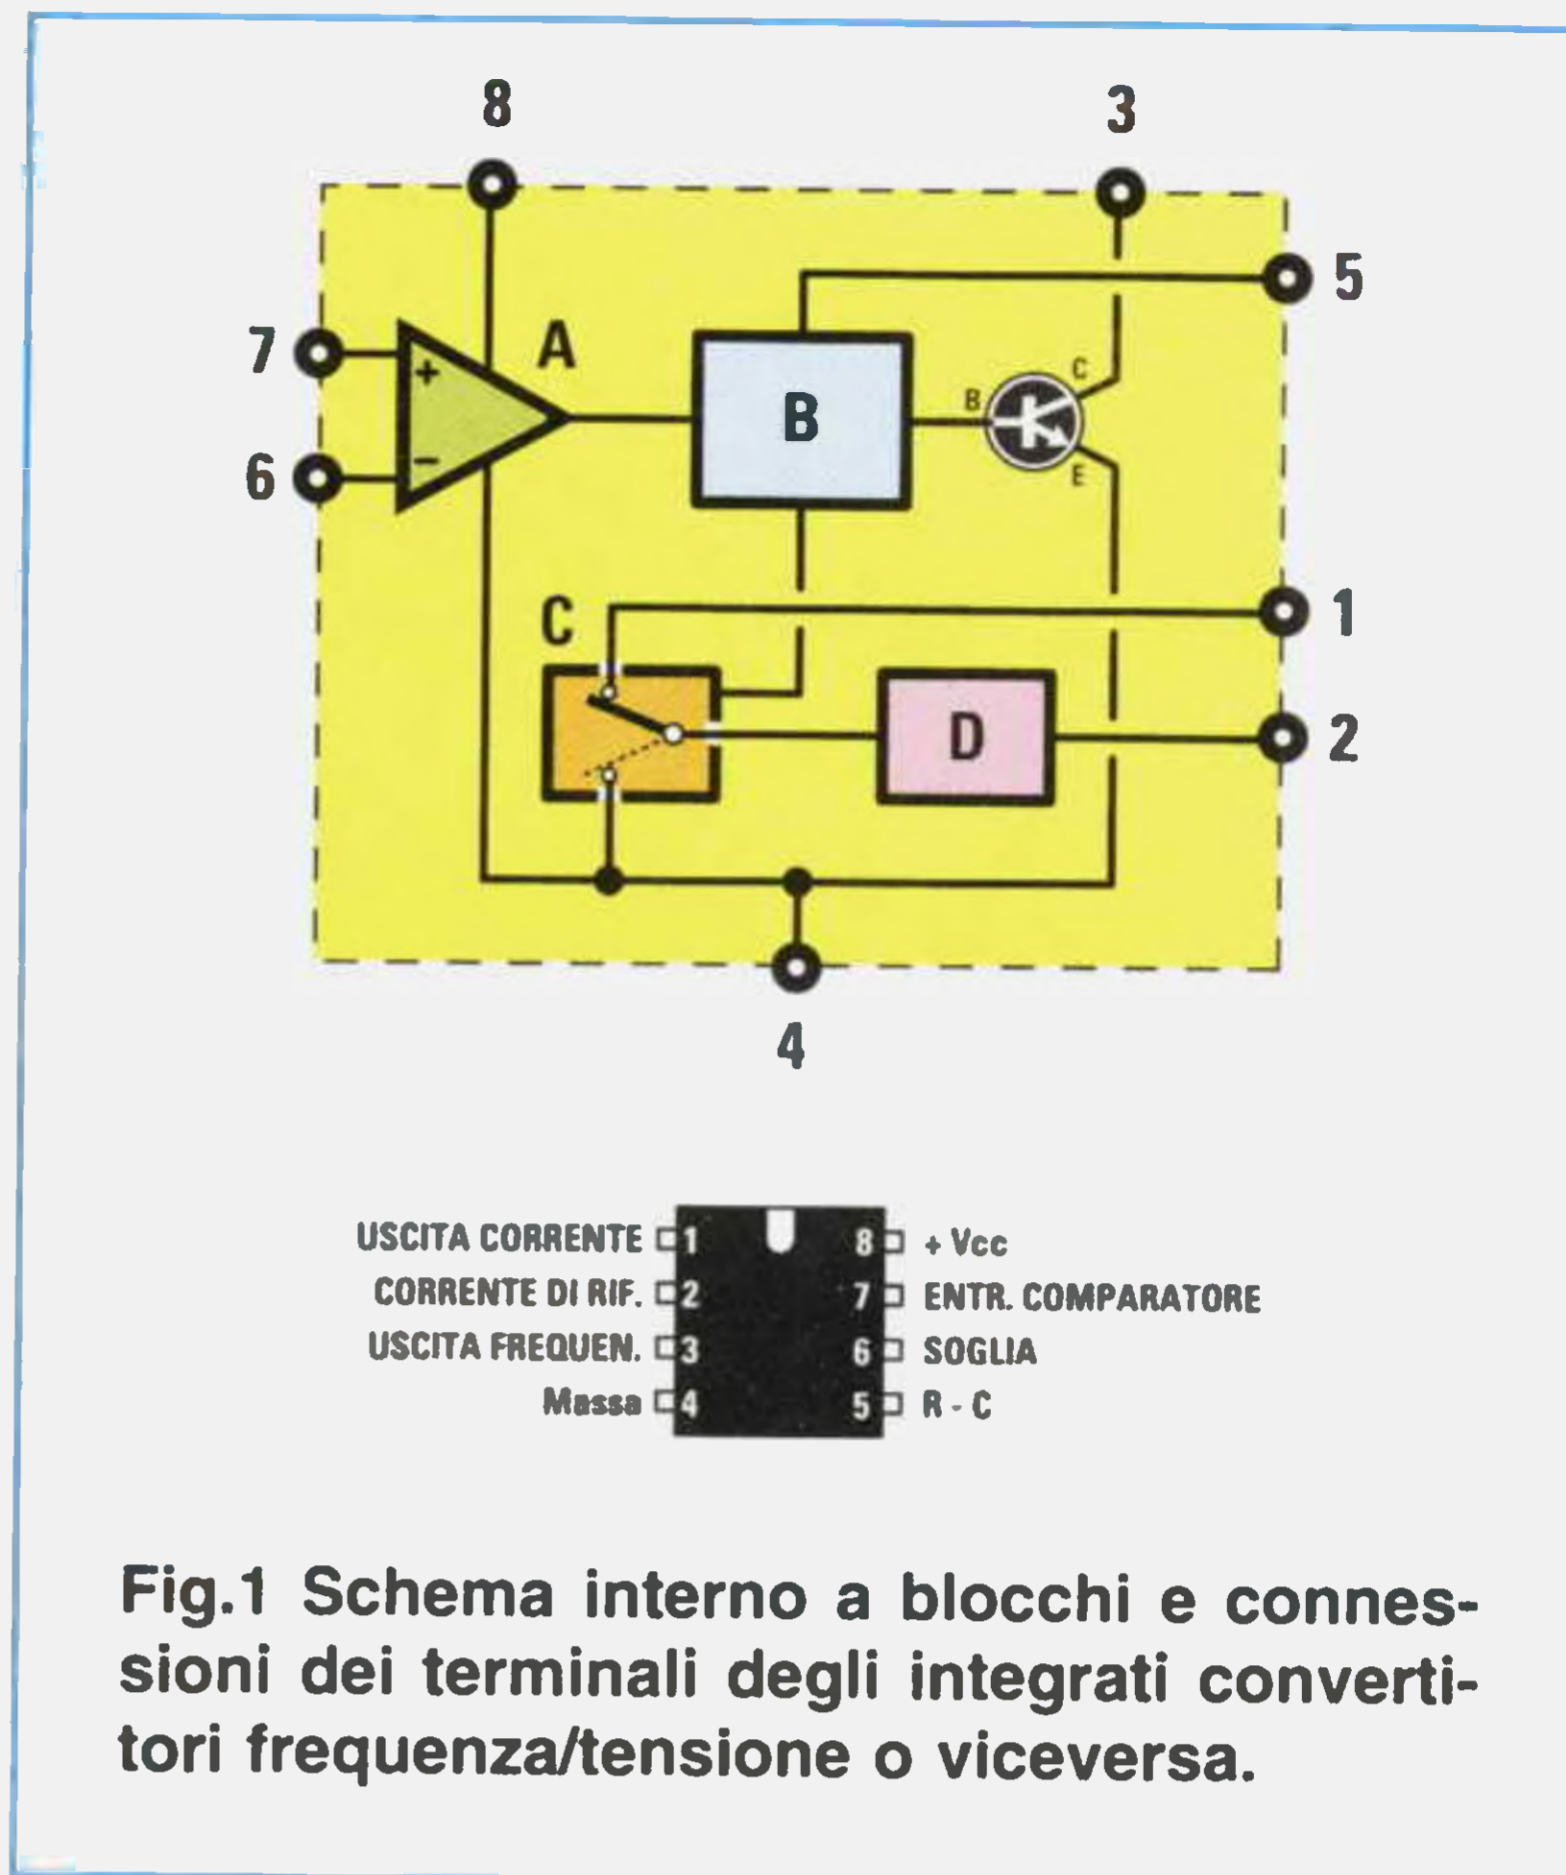 8
3
5
7
A
+
B
B
C
6
−
E
C
1
D
2
4
USCITA CORRENTE 1 8 + Vcc
CORRENTE DI RIF. 2 7 ENTR. COMPARATORE
USCITA FREQUEN. 3 6 SOGLIA
Massa 4 5 R - C
Fig.1 Schema interno a blocchi e connes-
sioni dei terminali degli integrati converti-
tori frequenza/tensione o viceversa.